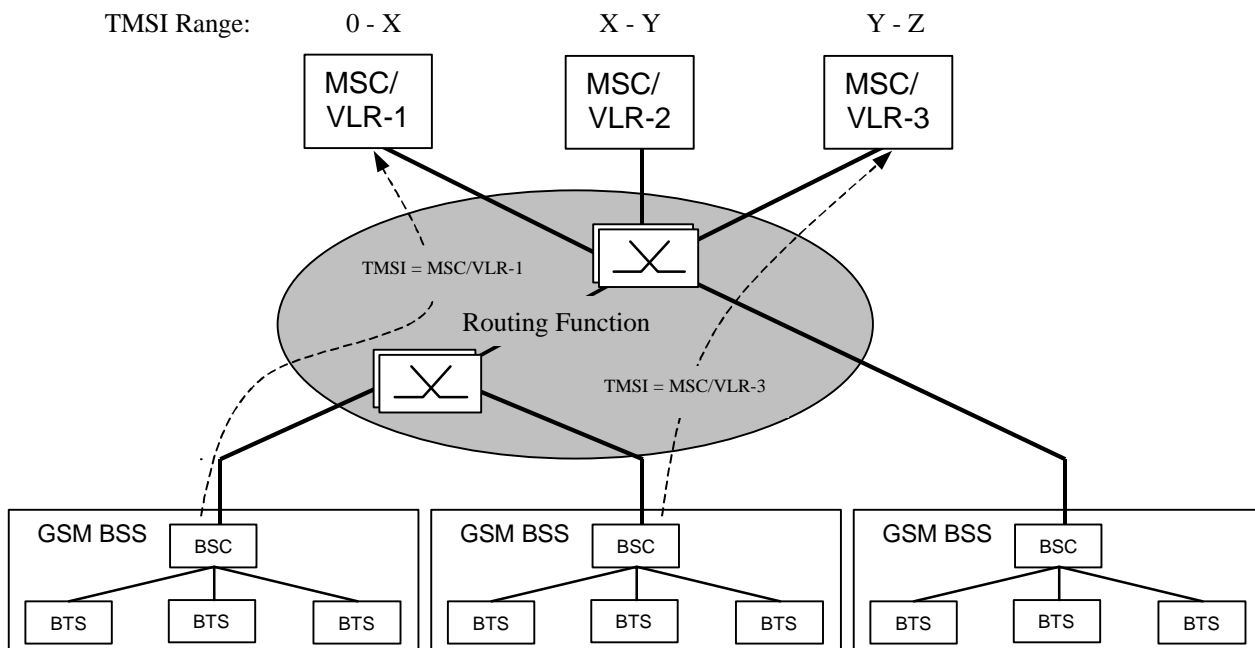 TMSI Range: 0 - X X - Y Y - Z
MSC/ MSC/ MSC/
VLR-1 VLR-2 VLR-3
TMSI = MSC/VLR-1
Routing Function
TMSI = MSC/VLR-3
GSM BSS GSM BSS GSM BSS
BSC BSC BSC
BTS BTS BTS BTS BTS BTS BTS BTS BTS